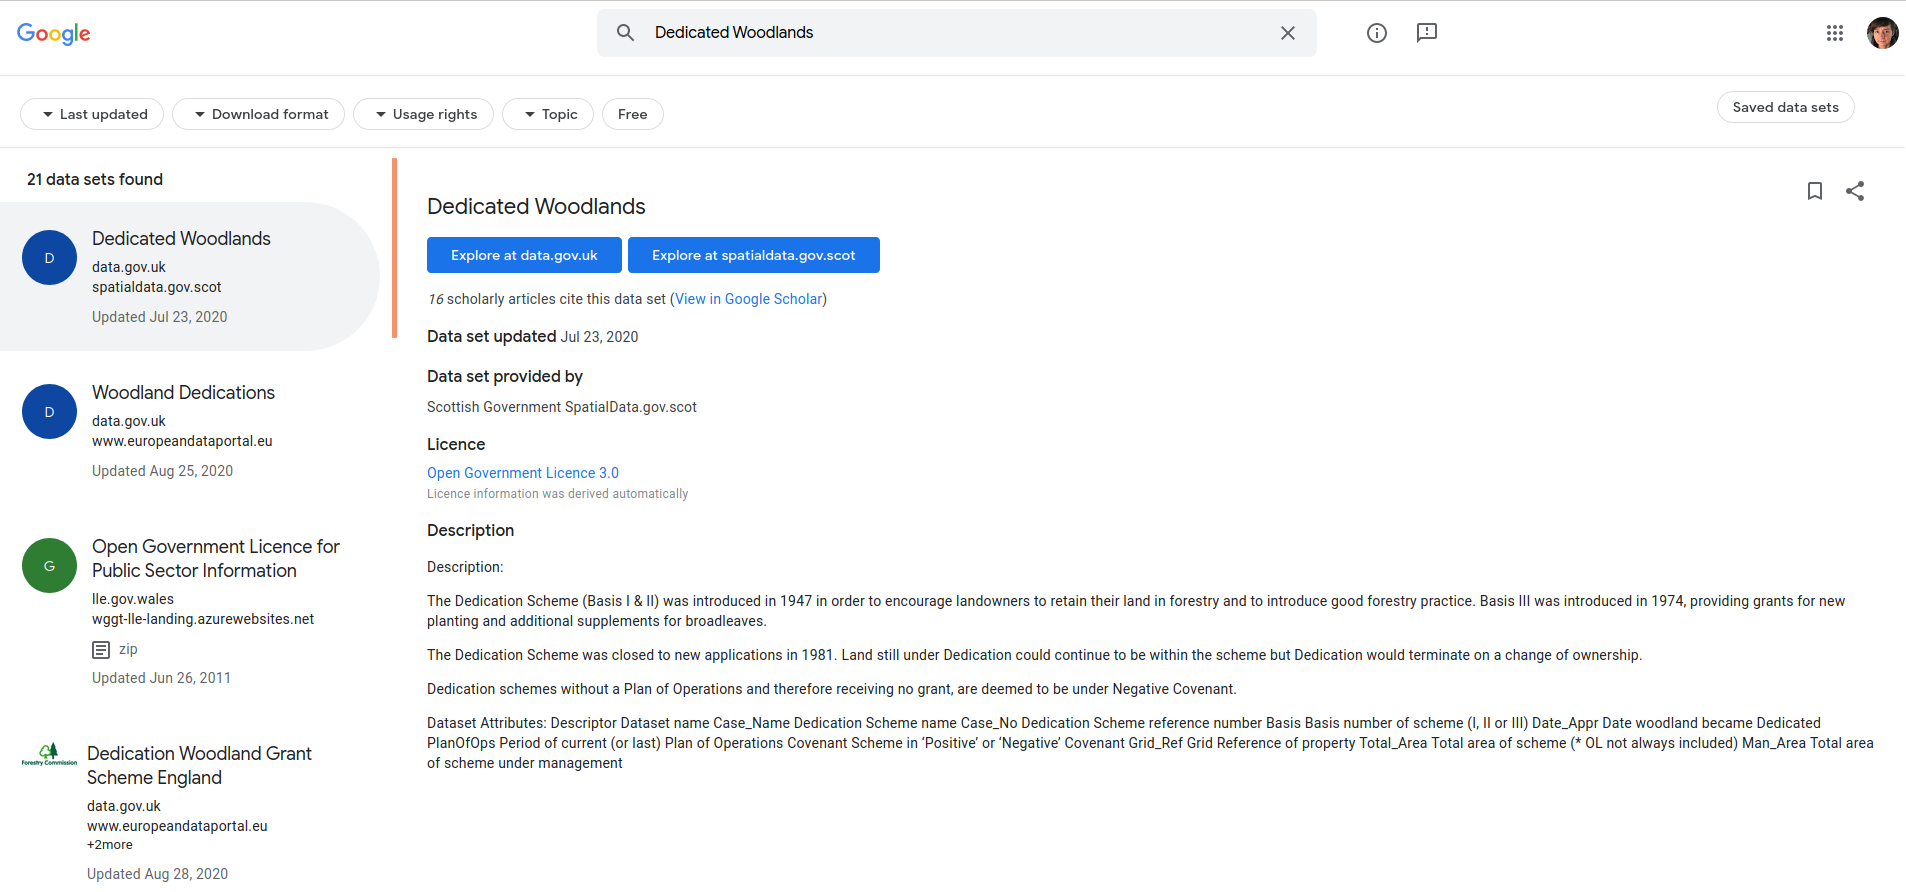 Google
Dedicated Woodlands
Last updated
Download format
Usage rights
Topic
Free
Saved data sets
21 data sets found
D
Dedicated Woodlands
data.gov.uk
spatialdata.gov.scot
Updated Jul 23, 2020
D
Woodland Dedications
data.gov.uk
www.europeandataportal.eu
Updated Aug 25, 2020
G
Open Government Licence for
Public Sector Information
lle.gov.wales
wggt-lle-landing.azurewebsites.net
zip
Updated Jun 26, 2011
Forestry Commission
Dedication Woodland Grant
Scheme England
data.gov.uk
www.europeandataportal.eu
+2more
Updated Aug 28, 2020
Dedicated Woodlands
Explore at data.gov.uk
Explore at spatialdata.gov.scot
16 scholarly articles cite this data set (View in Google Scholar)
Data set updated Jul 23, 2020
Data set provided by
Scottish Government SpatialData.gov.scot
Licence
Open Government Licence 3.0
Licence information was derived automatically
Description
Description:
The Dedication Scheme (Basis I & II) was introduced in 1947 in order to encourage landowners to retain their land in forestry and to introduce good forestry practice. Basis III was introduced in 1974, providing grants for new
planting and additional supplements for broadleaves.
The Dedication Scheme was closed to new applications in 1981. Land still under Dedication could continue to be within the scheme but Dedication would terminate on a change of ownership.
Dedication schemes without a Plan of Operations and therefore receiving no grant, are deemed to be under Negative Covenant.
Dataset Attributes: Descriptor Dataset name Case_Name Dedication Scheme name Case_No Dedication Scheme reference number Basis Basis number of scheme (I, II or III) Date_Appr Date woodland became Dedicated
PlanOfOps Period of current (or last) Plan of Operations Covenant Scheme in ‘Positive’ or ‘Negative’ Covenant Grid_Ref Grid Reference of property Total_Area Total area of scheme (* OL not always included) Man_Area Total area
of scheme under management